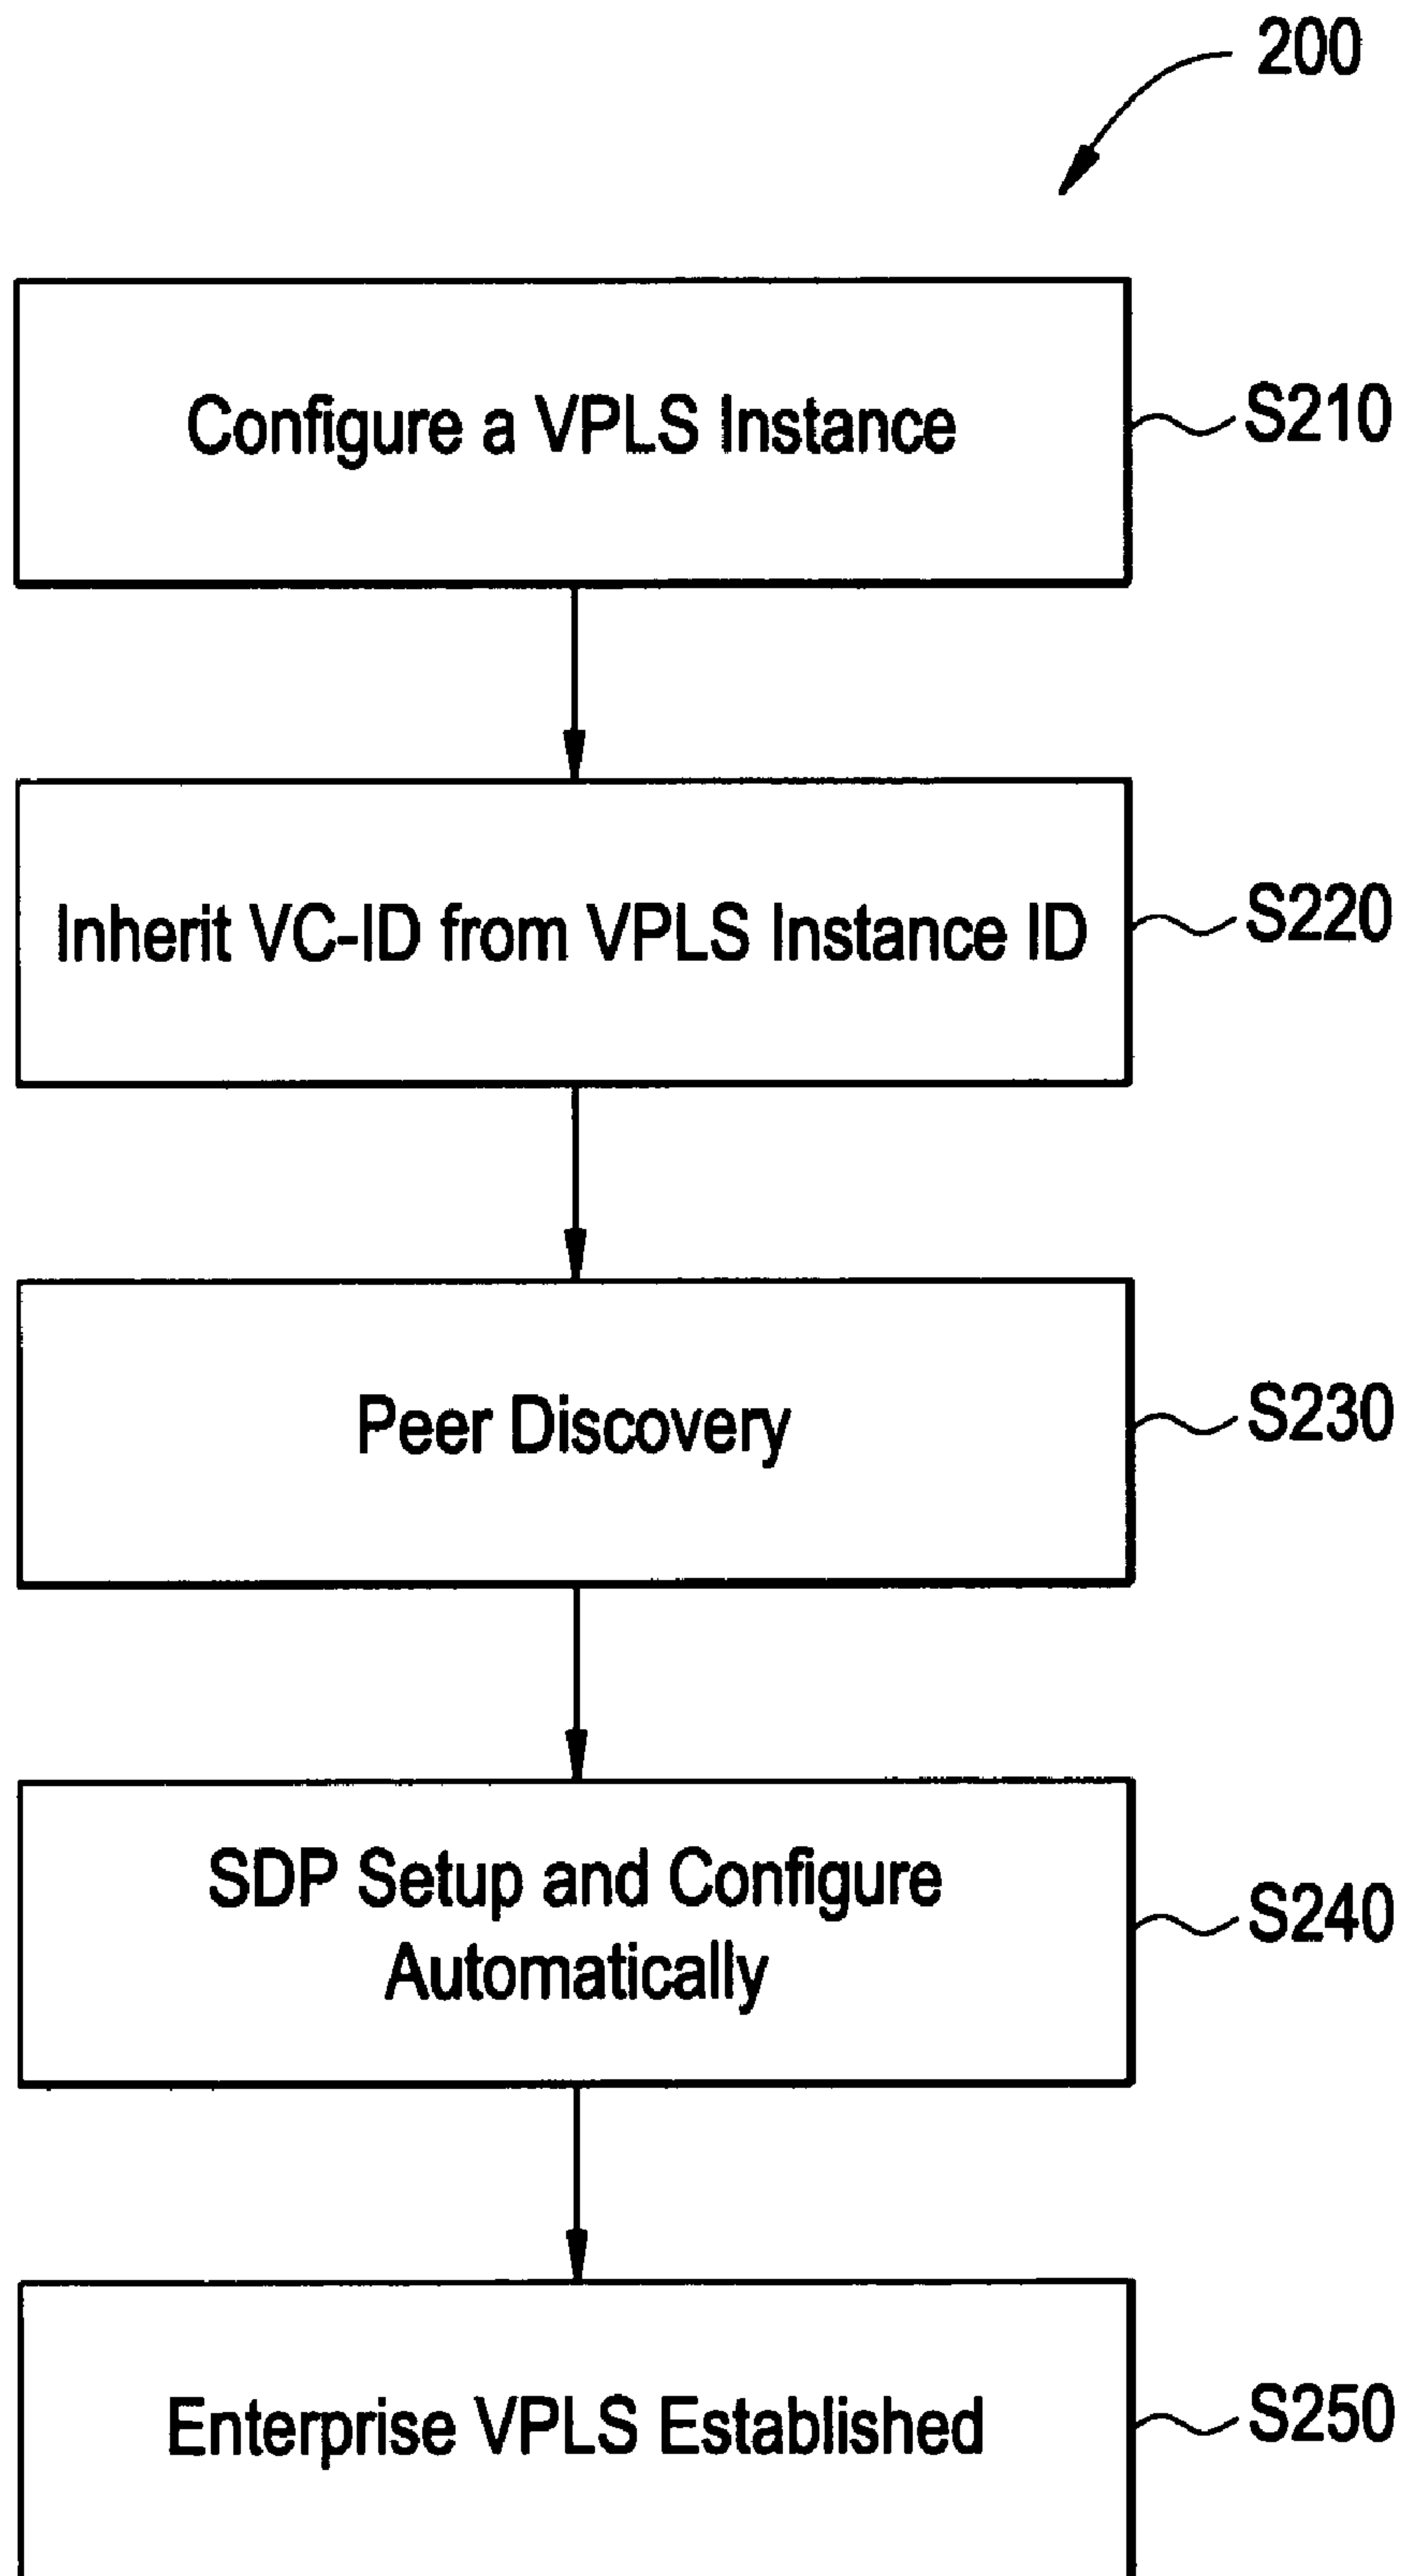 200
Configure a VPLS Instance
S210
Inherit VC-ID from VPLS Instance ID
S220
Peer Discovery
S230
SDP Setup and Configure
Automatically
S240
Enterprise VPLS Established
S250